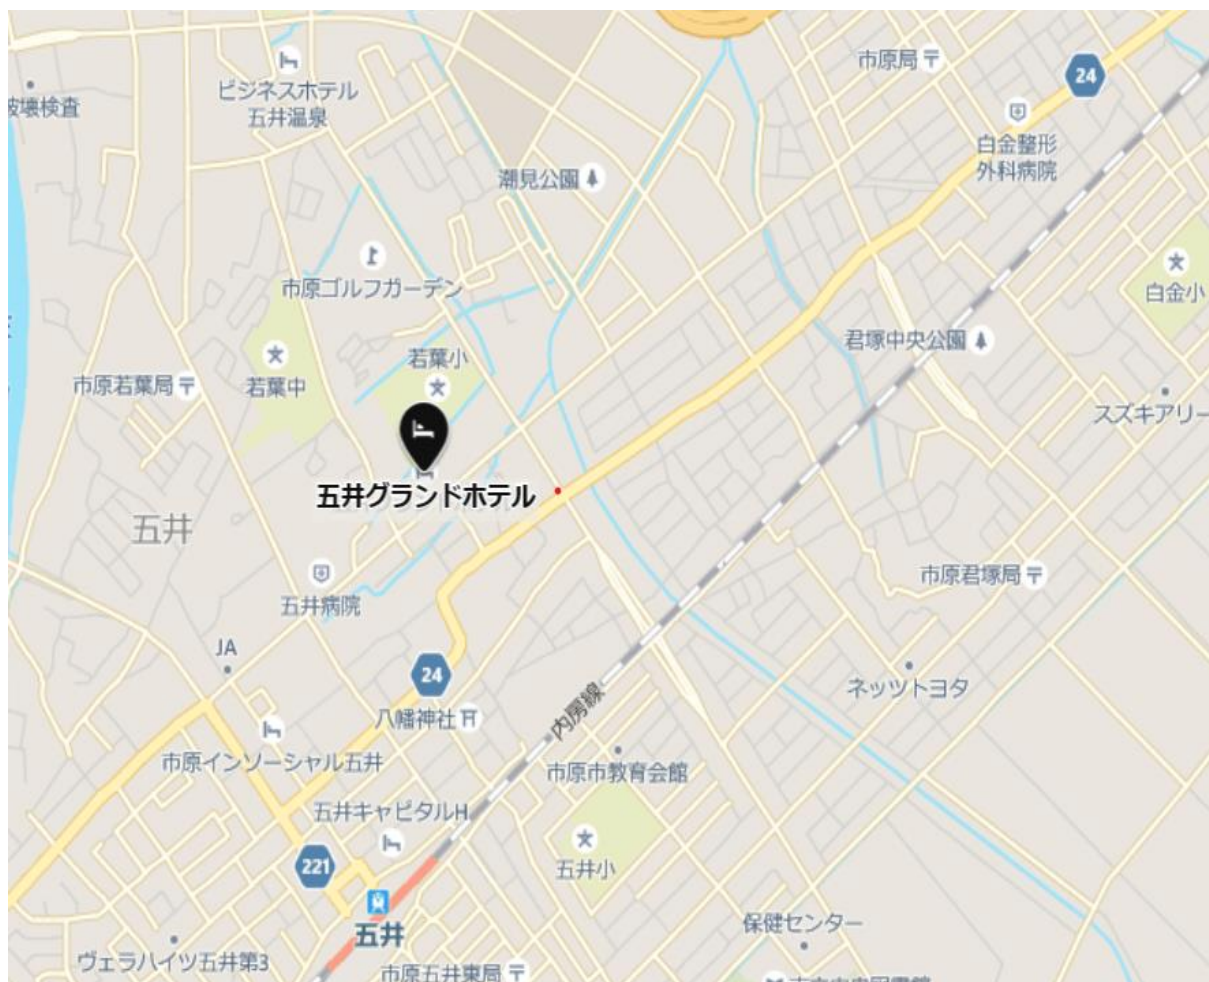 市原局
24
ビジネスホテル
五井温泉
破壊検査
白金整形
外科病院
潮見公園
市原ゴルフガーデン
白金小
君塚中央公園
若葉小
市原若葉局
若葉中
スズキアリー
五井グランドホテル
五井
市原君塚局
五井病院
JA
24
ネッツトヨタ
八幡神社
内房線
市原インソーシャル五井
市原市教育会館
五井キャピタルH
221
五井小
保健センター
五井
ヴェラハイツ五井第3
市原五井東局